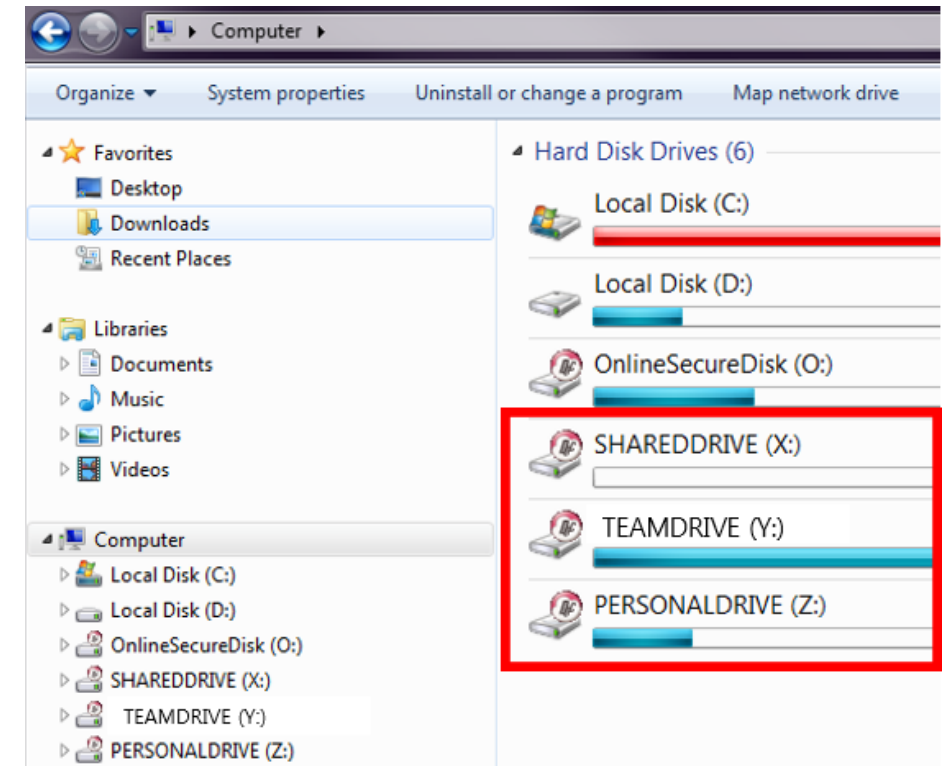 Computer
Organize System properties Uninstall or change a program Map network drive
Favorites
Desktop
Downloads
Recent Places
Libraries
Documents
Music
Pictures
Videos
Computer
Local Disk (C:)
Local Disk (D:)
OnlineSecureDisk (O:)
SHAREDDRIVE (X:)
TEAMDRIVE (Y:)
PERSONALDRIVE (Z:)
Hard Disk Drives (6)
Local Disk (C:)
Local Disk (D:)
OnlineSecureDisk (O:)
SHAREDDRIVE (X:)
TEAMDRIVE (Y:)
PERSONALDRIVE (Z:)